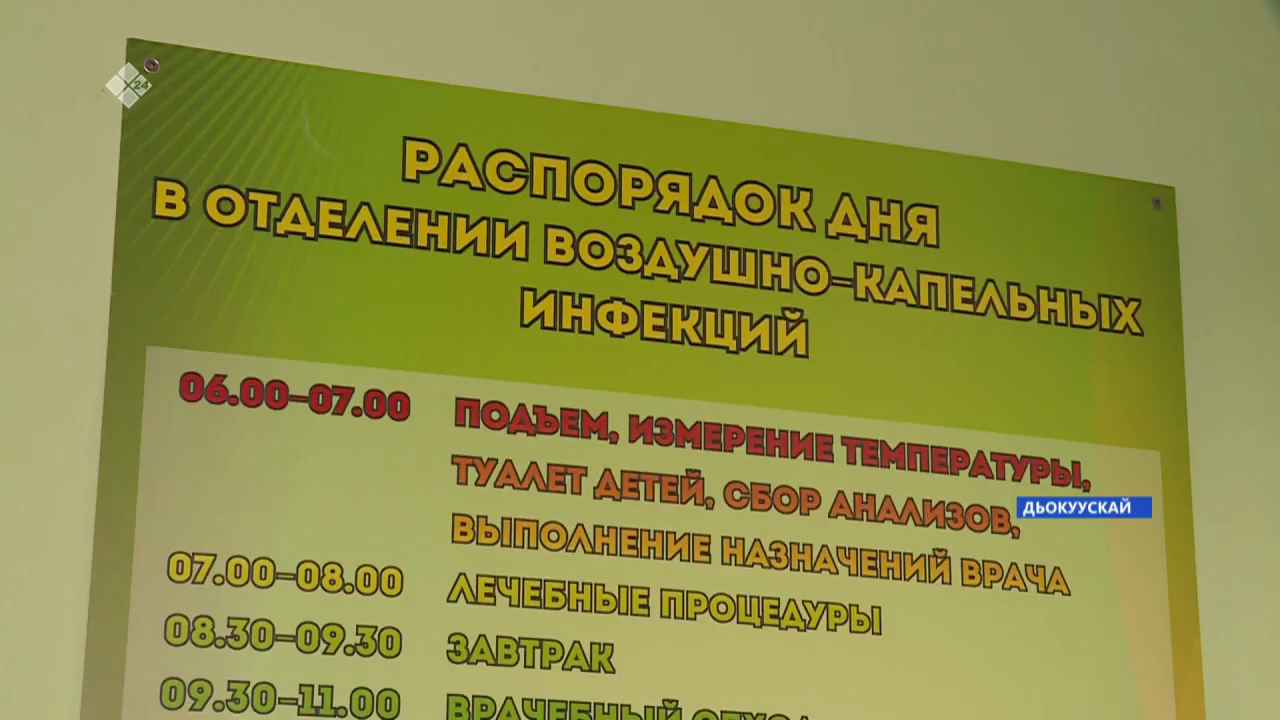 РАСПОРЯДОК ДНЯ
В ОТДЕЛЕНИИ ВОЗДУШНО-КАПЕЛЬНЫХ
ИНФЕКЦИЙ
06.00-07.00 ПОДЪЕМ, ИЗМЕРЕНИЕ ТЕМПЕРАТУРЫ,
ТУАЛЕТ ДЕТЕЙ, СБОР АНАЛИЗОВ,
ДЬОКУУСКАЙ
ВЫПОЛНЕНИЕ НАЗНАЧЕНИЙ ВРАЧА
07.00-08.00 ЛЕЧЕБНЫЕ ПРОЦЕДУРЫ
08.30-09.30 ЗАВТРАК
09.30-11.00 ВРАЧЕБНЫЙ